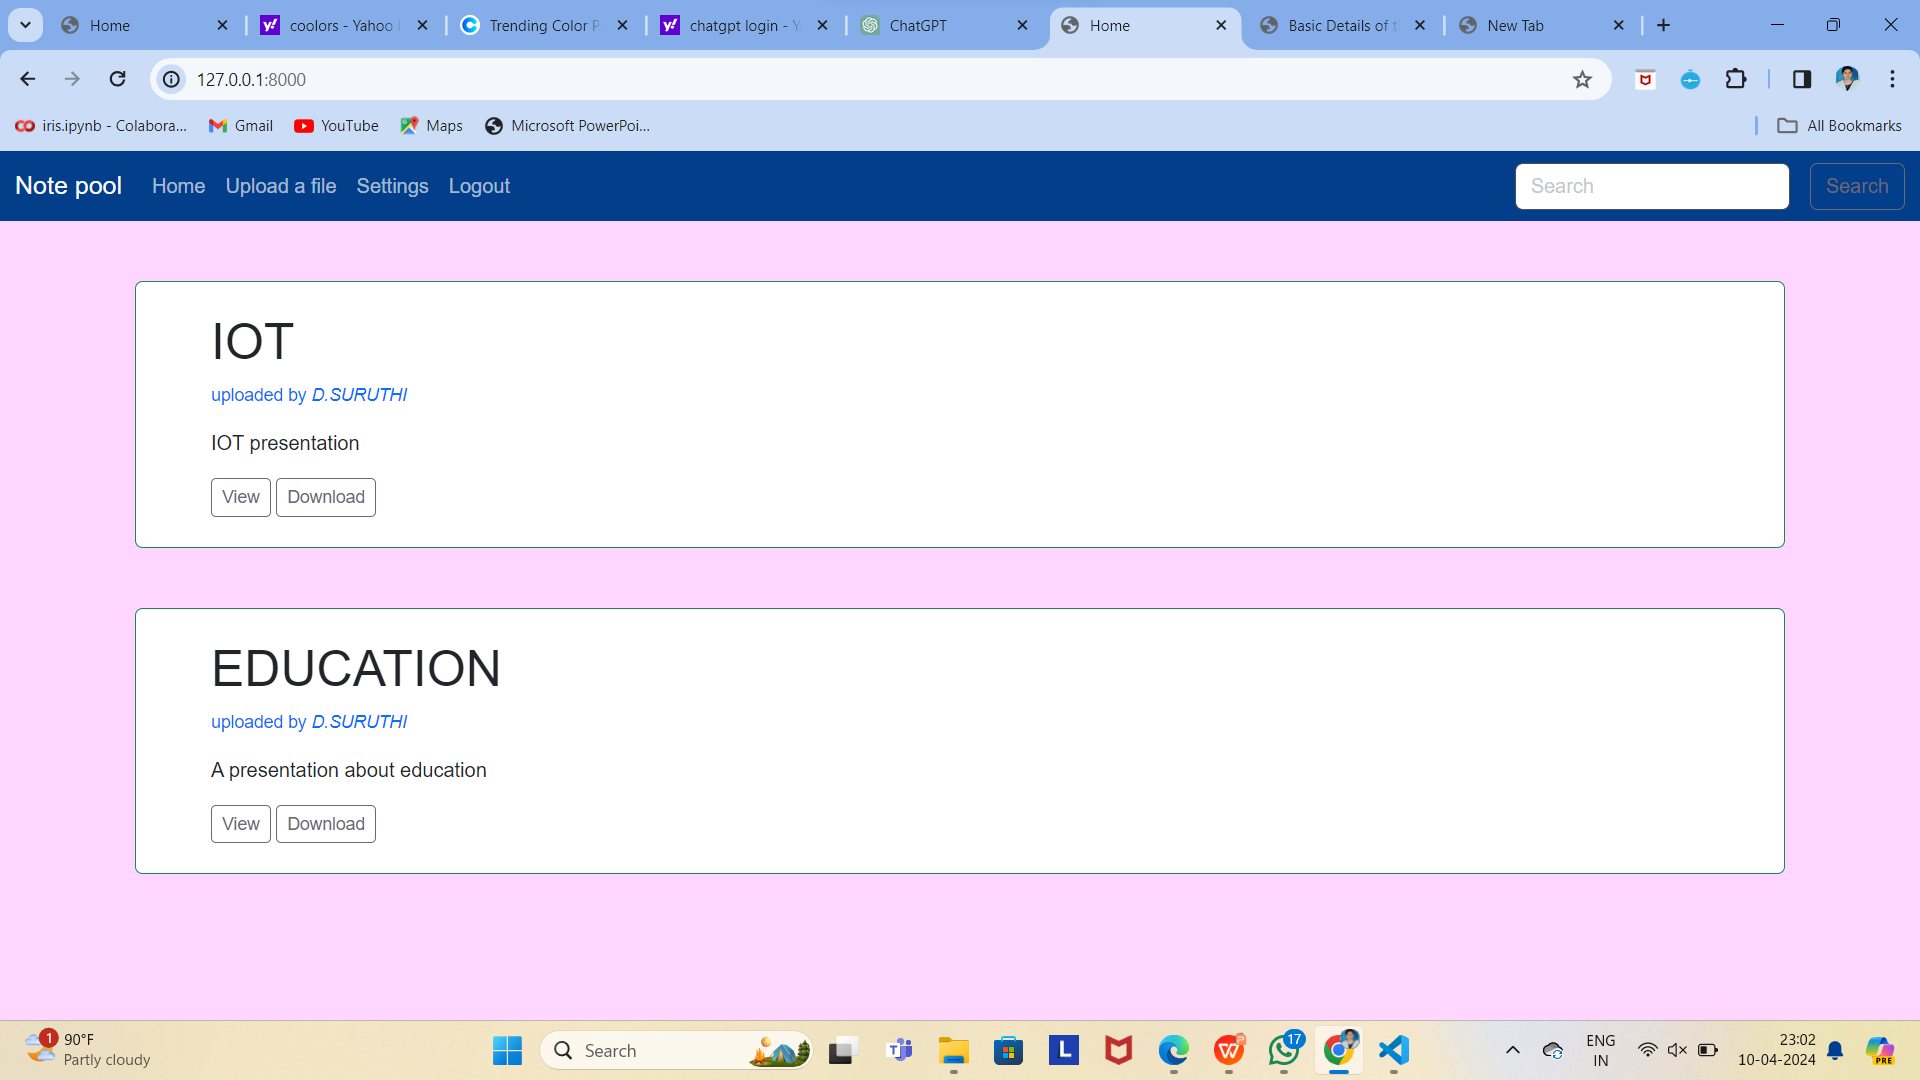 Home
coolors - Yahoo
Trending Color P
chatgpt login - Y
ChatGPT
Home
Basic Details of t
New Tab
127.0.0.1:8000
iris.ipynb - Colabora...
Gmail
YouTube
Maps
Microsoft PowerPoi...
All Bookmarks
Note pool
Home
Upload a file
Settings
Logout
Search
Search
IOT
uploaded by D.SURUTHI
IOT presentation
View
Download
EDUCATION
uploaded by D.SURUTHI
A presentation about education
View
Download
1
90°F
Partly cloudy
Search
L
17
ENG
IN
23:02
10-04-2024
PRE